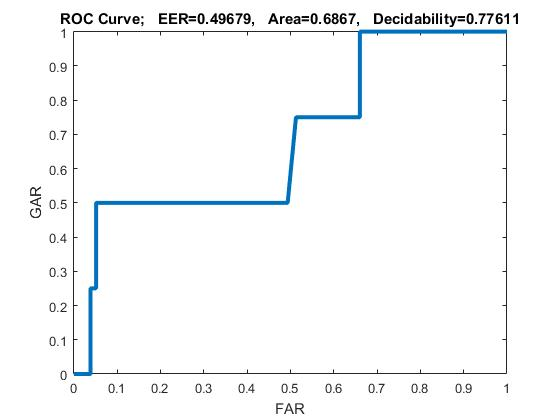 ROC Curve; EER=0.49679, Area=0.6867, Decidability=0.77611
1
0.9
0.8
0.7
0.6
0.5
0.4
0.3
0.2
0.1
0
GAR
0 0.1 0.2 0.3 0.4 0.5 0.6 0.7 0.8 0.9 1
FAR